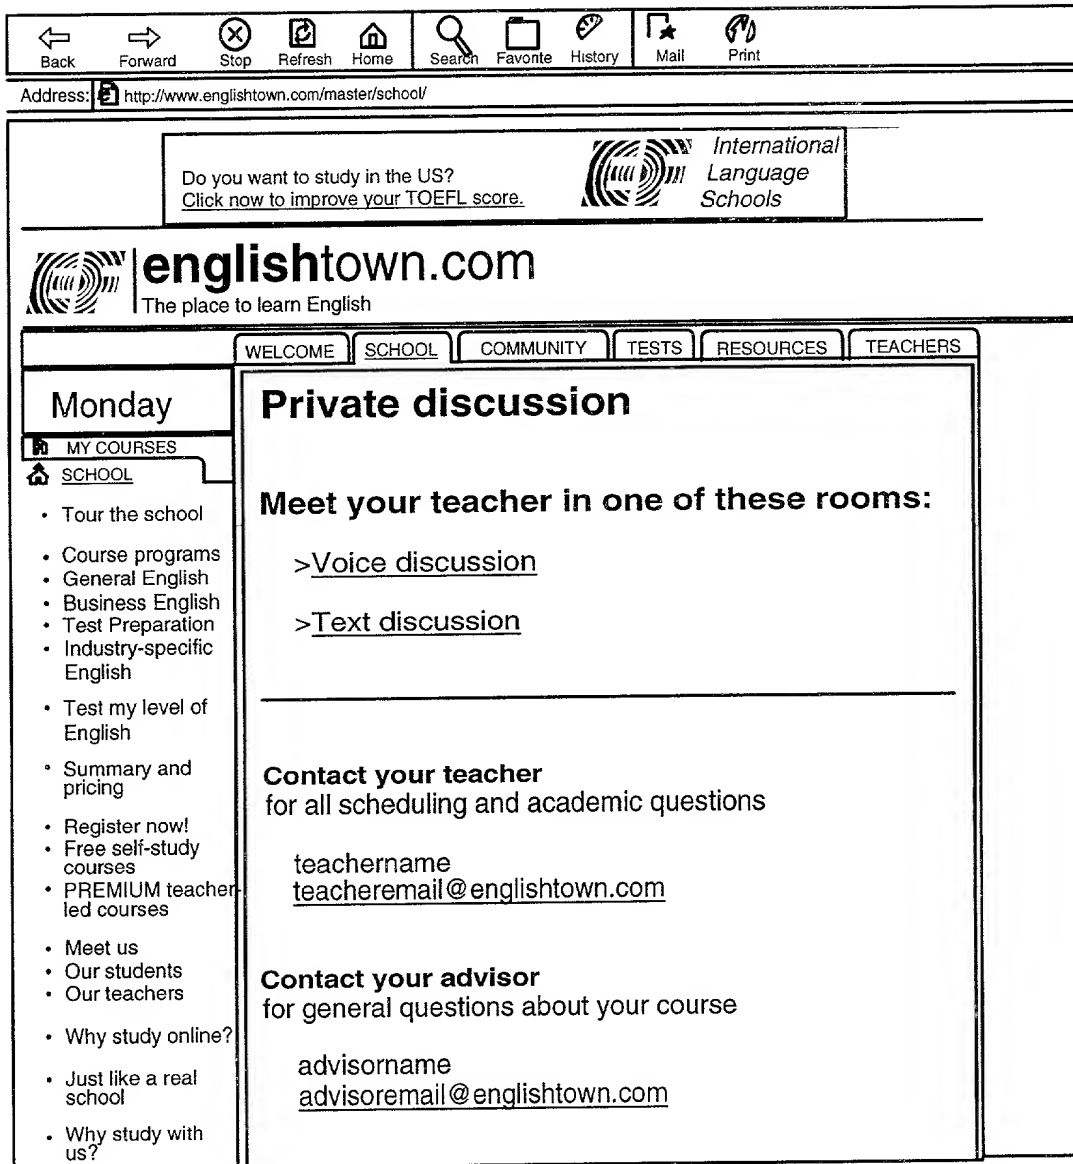 Back Forward Stop Refresh Home Search Favorite History Mail Print
Address: http://www.englishtown.com/master/school/
Do you want to study in the US?
Click now to improve your TOEFL score.
International
Language
Schools
englishtown.com
The place to learn English
WELCOME SCHOOL COMMUNITY TESTS RESOURCES TEACHERS
Monday
MY COURSES
SCHOOL
• Tour the school
• Course programs
• General English
• Business English
• Test Preparation
• Industry-specific
English
• Test my level of
English
• Summary and
pricing
• Register now!
• Free self-study
courses
• PREMIUM teacher-
led courses
• Meet us
• Our students
• Our teachers
• Why study online?
• Just like a real
school
• Why study with
us?
Private discussion
Meet your teacher in one of these rooms:
>Voice discussion
>Text discussion
Contact your teacher
for all scheduling and academic questions
teachername
teacheremail@englishtown.com
Contact your advisor
for general questions about your course
advisorname
advisoremail@englishtown.com